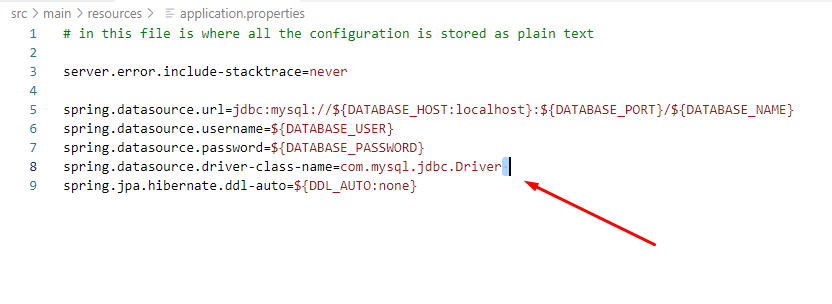 src > main > resources > application.properties
1 # in this file is where all the configuration is stored as plain text
2
3 server.error.include-stacktrace=never
4
5 spring.datasource.url=jdbc:mysql://${DATABASE_HOST:localhost}:${DATABASE_PORT}/${DATABASE_NAME}
6 spring.datasource.username=${DATABASE_USER}
7 spring.datasource.password=${DATABASE_PASSWORD}
8 spring.datasource.driver-class-name=com.mysql.jdbc.Driver
9 spring.jpa.hibernate.ddl-auto=${DDL_AUTO:none}